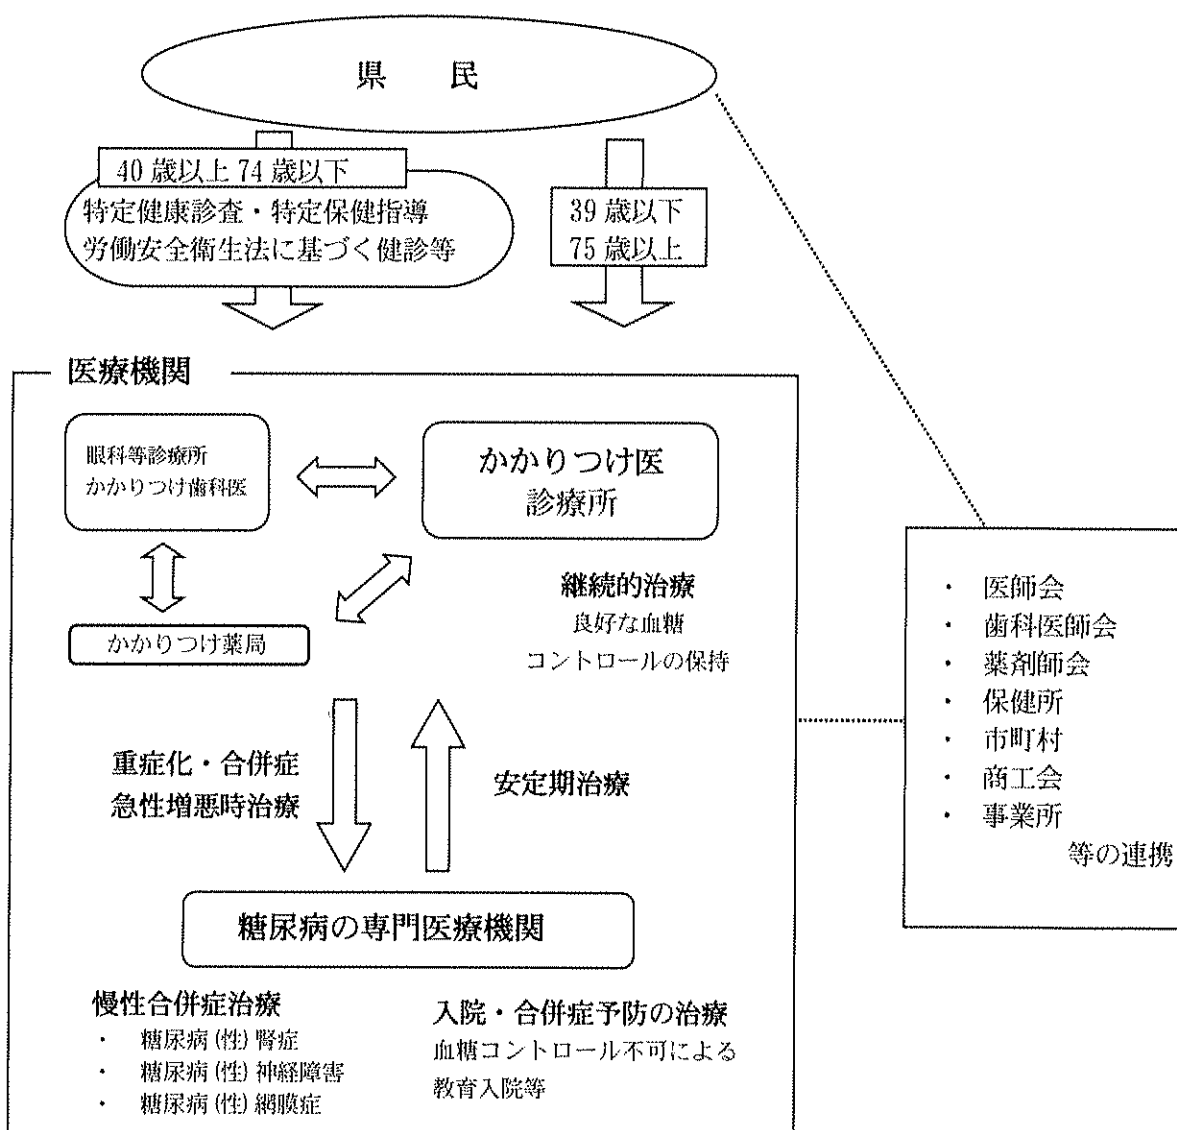 県　民
40 歳以上 74 歳以下
特定健康診査・特定保健指導
労働安全衛生法に基づく健診等
39 歳以下
75 歳以上
医療機関
眼科等診療所
かかりつけ歯科医
かかりつけ医
診療所
かかりつけ薬局
継続的治療
良好な血糖
コントロールの保持
重症化・合併症
急性増悪時治療
安定期治療
糖尿病の専門医療機関
慢性合併症治療
・ 糖尿病 (性) 腎症
・ 糖尿病 (性) 神経障害
・ 糖尿病 (性) 網膜症
入院・合併症予防の治療
血糖コントロール不可による
教育入院等
・ 医師会
・ 歯科医師会
・ 薬剤師会
・ 保健所
・ 市町村
・ 商工会
・ 事業所
等の連携